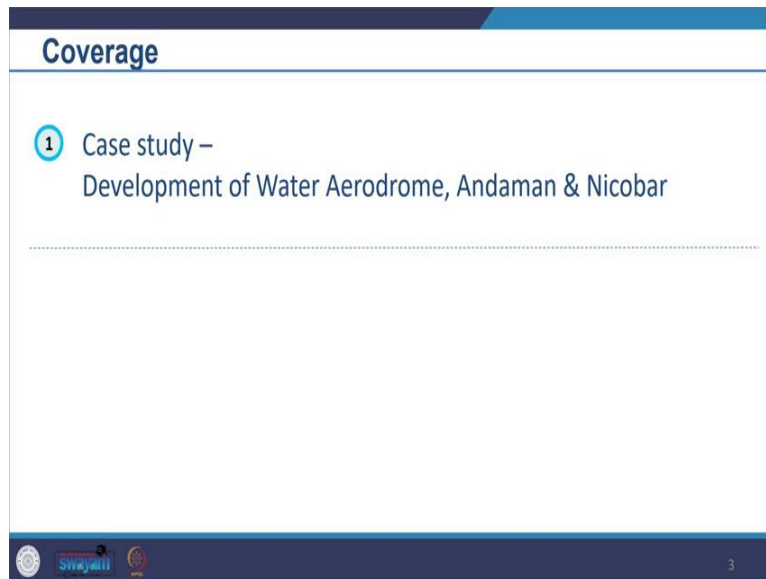 Coverage
1 Case study –
Development of Water Aerodrome, Andaman & Nicobar
swayam
3